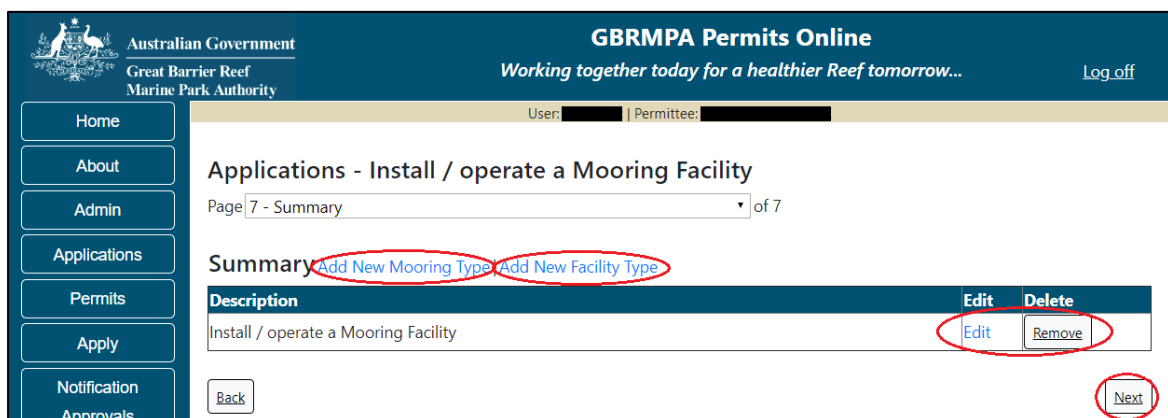 Australian Government
Great Barrier Reef
Marine Park Authority
GBRMPA Permits Online
Working together today for a healthier Reef tomorrow...
Log off
User: | Permittee:
Home
About
Admin
Applications
Permits
Apply
Notification
Approvals
Applications - Install / operate a Mooring Facility
Page 7 - Summary of 7
Summary Add New Mooring Type | Add New Facility Type
Description Edit Delete
Install / operate a Mooring Facility Edit Remove
Back Next